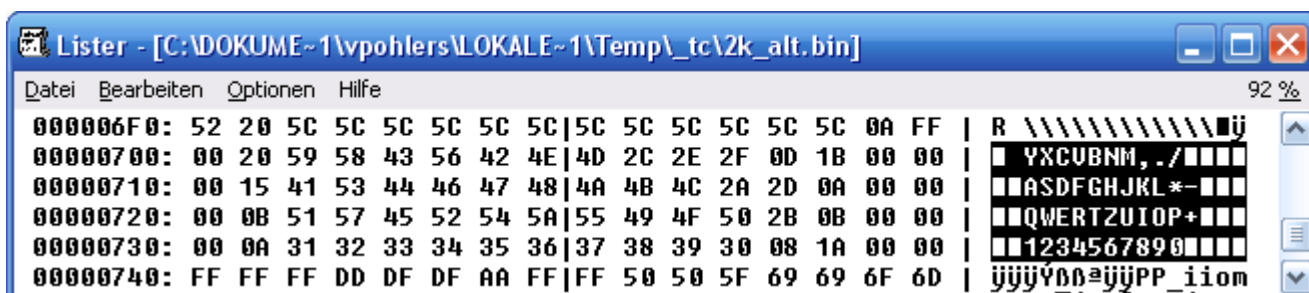 Lister - [C:\DOKUME~1\vpohlers\LOKALE~1\Temp\_tc\2k_alt.bin]
Datei Bearbeiten Optionen Hilfe 92 %
000006F0: 52 20 5C 5C 5C 5C 5C 5C|5C 5C 5C 5C 5C 5C 0A FF | R \\\\\\\\\\\\■ÿ
00000700: 00 20 59 58 43 56 42 4E|4D 2C 2E 2F 0D 1B 00 00 | ■ YXCVBNM,./■■■■
00000710: 00 15 41 53 44 46 47 48|4A 4B 4C 2A 2D 0A 00 00 | ■■ASDFGHJKL*-■■■
00000720: 00 0B 51 57 45 52 54 5A|55 49 4F 50 2B 0B 00 00 | ■■QWERTZUIOP+■■■
00000730: 00 0A 31 32 33 34 35 36|37 38 39 30 08 1A 00 00 | ■■1234567890■■■■
00000740: FF FF FF DD DF DF AA FF|FF 50 50 5F 69 69 6F 6D | ÿÿÿÝßßªÿÿPP_iiom